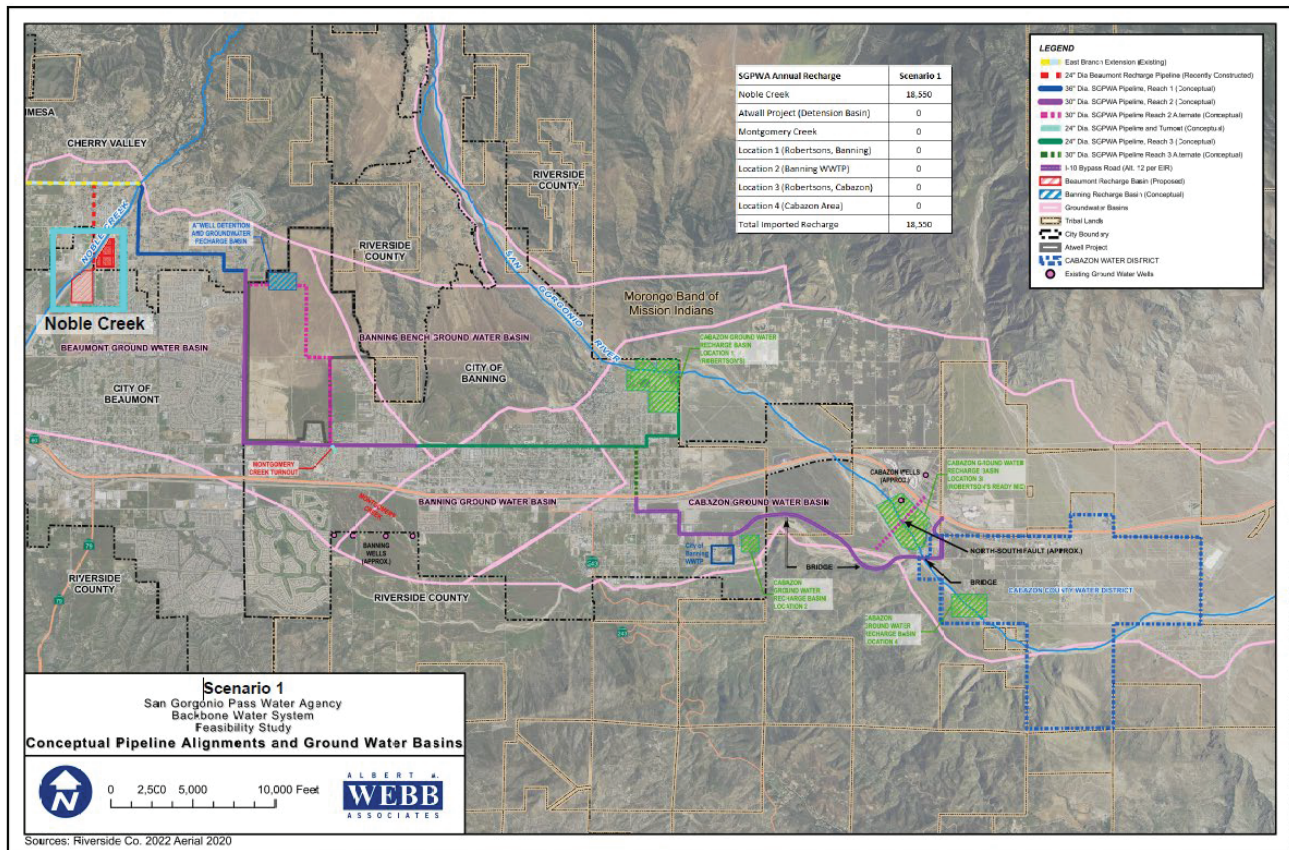 LEGEND
East Branch Extension (Existing)
24" Dia Beaumont Recharge Pipeline (Recently Constructed)
36" Dia. SGPWA Pipeline, Reach 1 (Conceptual)
30" Dia. SGPWA Pipeline, Reach 2 (Conceptual)
30" Dia. SGPWA Pipeline Reach 2 Alternate (Conceptual)
24" Dia. SGPWA Pipeline and Turnout (Conceptual)
24" Dia. SGPWA Pipeline, Reach 3 (Conceptual)
30" Dia. SGPWA Pipeline Reach 3 Alternate (Conceptual)
I-10 Bypass Road (Alt. 12 per EIR)
Beaumont Recharge Basin (Proposed)
Banning Recharge Basin (Conceptual)
Groundwater Basins
Tribal Lands
City Boundary
Atwell Project
CABAZON WATER DISTRICT
Existing Ground Water Wells
SGPWA Annual Recharge Scenario 1
Noble Creek 18,550
Atwall Project (Detension Basin) 0
Montgomery Creek 0
Location 1 (Robertsons, Banning) 0
Location 2 (Banning WWTP) 0
Location 3 (Robertsons, Cabazon) 0
Location 4 (Cabazon Area) 0
Total Imported Recharge 18,550
IMESA
CHERRY VALLEY
RIVERSIDE
COUNTY
NOBLE CREEK
ATWELL DETENTION
AND GROUNDWATER
RECHARGE BASIN
RIVERSIDE
COUNTY
SAN GORGONIO RIVER
Morongo Band of
Mission Indians
Noble Creek
BEAUMONT GROUND WATER BASIN
BANNING BENCH GROUND WATER BASIN
CITY OF
BANNING
CITY OF
BEAUMONT
CABAZON GROUND WATER
RECHARGE BASIN
LOCATION 1
(ROBERTSON'S)
60
MONTGOMERY
CREEK TURNOUT
BANNING GROUND WATER BASIN
MONTGOMERY
CREEK
CABAZON GROUND WATER BASIN
CABAZON WELLS
(APPROX.)
CABAZON GROUND WATER
RECHARGE BASIN
LOCATION 3
(ROBERTSON'S READY MIX)
79
BANNING
WELLS
(APPROX.)
243
City of
Banning
WWTP
BRIDGE
NORTH-SOUTH FAULT (APPROX.)
BRIDGE
RIVERSIDE
COUNTY
79
RIVERSIDE COUNTY
CABAZON
GROUND WATER
RECHARGE BASIN
LOCATION 2
CABAZON COUNTY WATER DISTRICT
243
CABAZON
GROUND WATER
RECHARGE BASIN
LOCATION 4
Scenario 1
San Gorgonio Pass Water Agency
Backbone Water System
Feasibility Study
Conceptual Pipeline Alignments and Ground Water Basins
N
0 2,500 5,000 10,000 Feet
ALBERT A.
WEBB
ASSOCIATES
Sources: Riverside Co. 2022 Aerial 2020